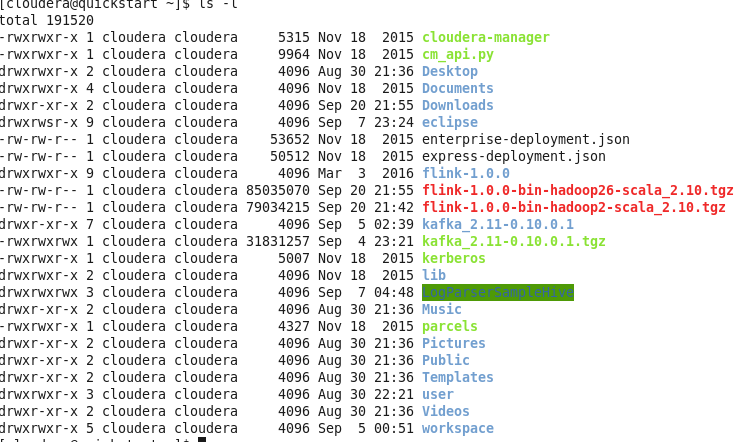 [cloudera@quickstart ~]$ ls -l
total 191520
-rwxrwxr-x 1 cloudera cloudera     5315 Nov 18  2015 cloudera-manager
-rwxrwxr-x 1 cloudera cloudera     9964 Nov 18  2015 cm_api.py
drwxrwxr-x 2 cloudera cloudera     4096 Aug 30 21:36 Desktop
drwxrwxr-x 4 cloudera cloudera     4096 Nov 18  2015 Documents
drwxr-xr-x 2 cloudera cloudera     4096 Sep 20 21:55 Downloads
drwxrwsr-x 9 cloudera cloudera     4096 Sep  7 23:24 eclipse
-rw-rw-r-- 1 cloudera cloudera    53652 Nov 18  2015 enterprise-deployment.json
-rw-rw-r-- 1 cloudera cloudera    50512 Nov 18  2015 express-deployment.json
drwxrwxr-x 9 cloudera cloudera     4096 Mar  3  2016 flink-1.0.0
-rw-rw-r-- 1 cloudera cloudera 85035070 Sep 20 21:55 flink-1.0.0-bin-hadoop26-scala_2.10.tgz
-rw-rw-r-- 1 cloudera cloudera 79034215 Sep 20 21:42 flink-1.0.0-bin-hadoop2-scala_2.10.tgz
drwxr-xr-x 7 cloudera cloudera     4096 Sep  5 02:39 kafka_2.11-0.10.0.1
-rwxrwxrwx 1 cloudera cloudera 31831257 Sep  4 23:21 kafka_2.11-0.10.0.1.tgz
-rwxrwxr-x 1 cloudera cloudera     5007 Nov 18  2015 kerberos
drwxrwxr-x 2 cloudera cloudera     4096 Nov 18  2015 lib
drwxrwxrwx 3 cloudera cloudera     4096 Sep  7 04:48 LogParserSampleHive
drwxr-xr-x 2 cloudera cloudera     4096 Aug 30 21:36 Music
-rwxrwxr-x 1 cloudera cloudera     4327 Nov 18  2015 parcels
drwxr-xr-x 2 cloudera cloudera     4096 Aug 30 21:36 Pictures
drwxr-xr-x 2 cloudera cloudera     4096 Aug 30 21:36 Public
drwxr-xr-x 2 cloudera cloudera     4096 Aug 30 21:36 Templates
drwxrwxr-x 3 cloudera cloudera     4096 Aug 30 22:21 user
drwxr-xr-x 2 cloudera cloudera     4096 Aug 30 21:36 Videos
drwxrwxr-x 5 cloudera cloudera     4096 Sep  5 00:51 workspace